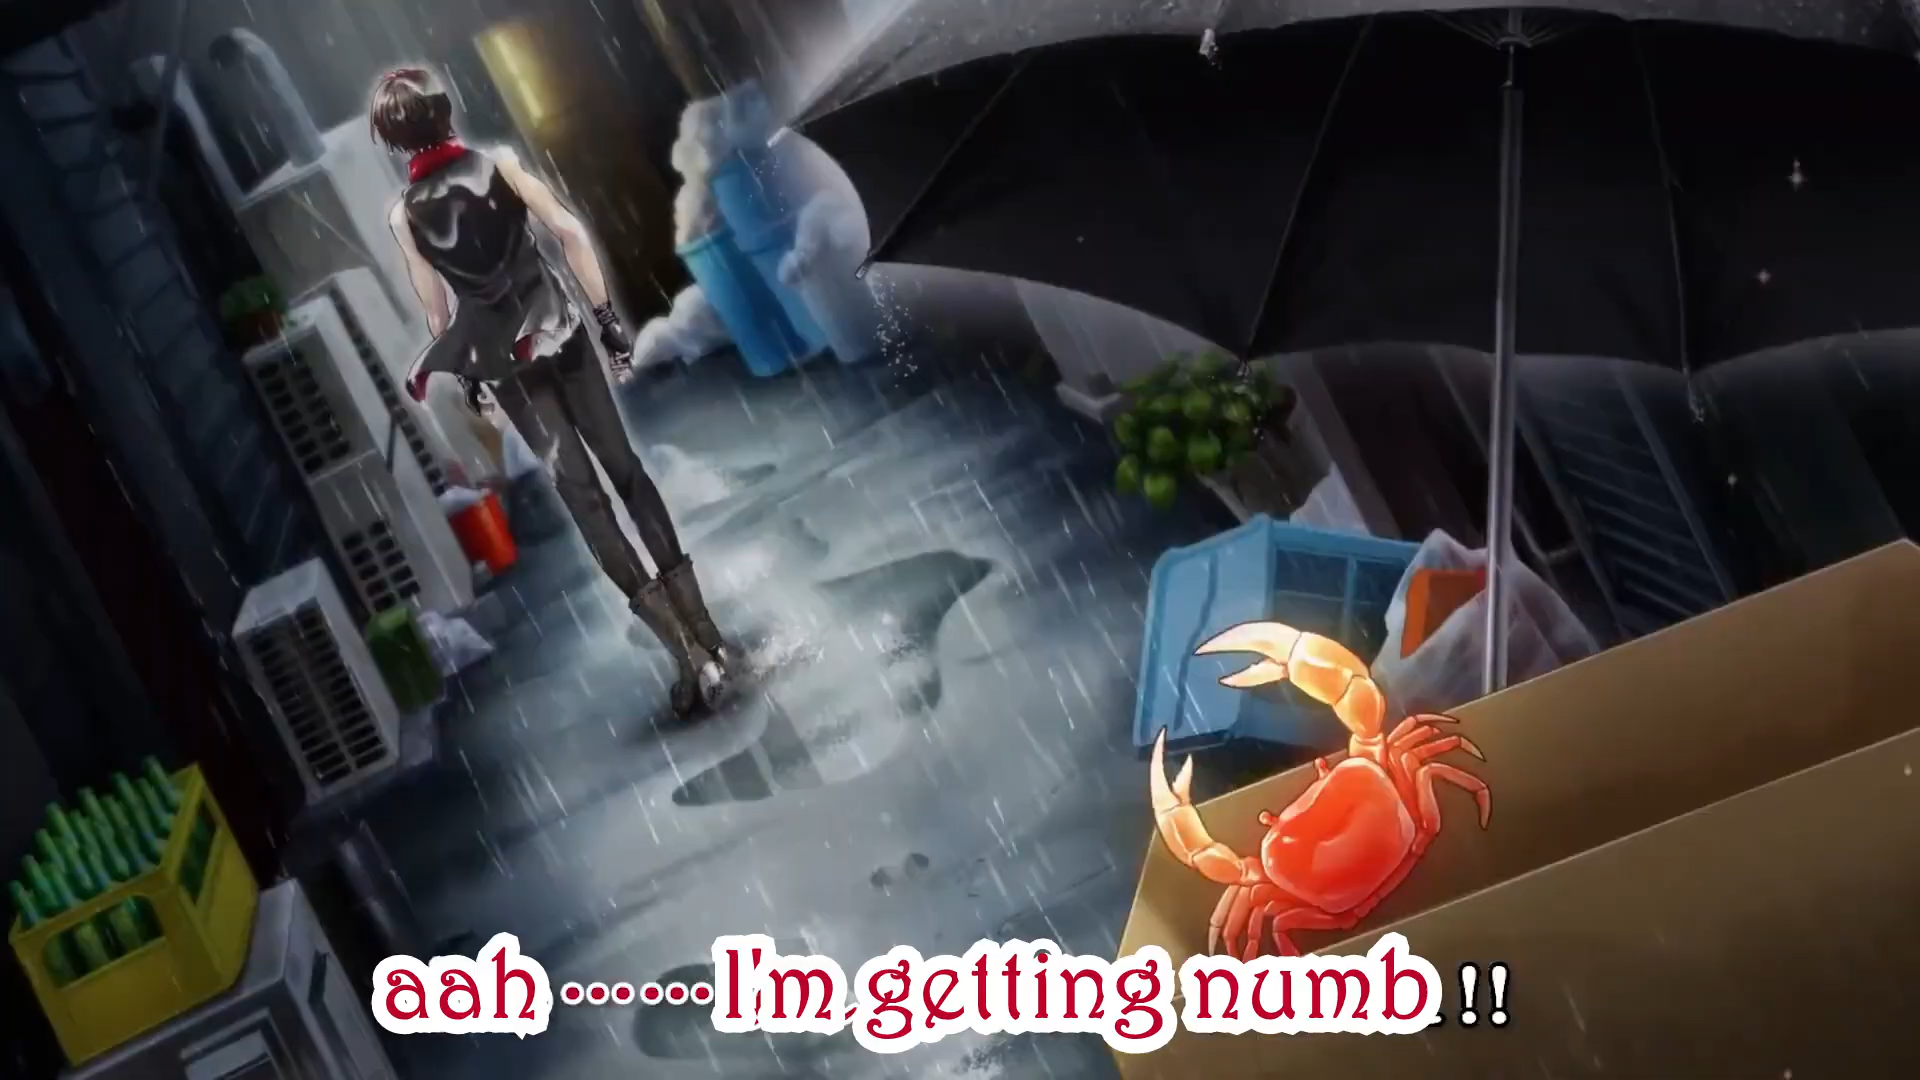 aah ……I'm getting numb !!